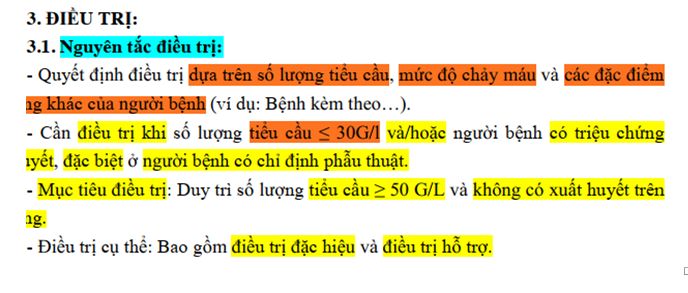 3. ĐIỀU TRỊ:
3.1. Nguyên tắc điều trị:
- Quyết định điều trị dựa trên số lượng tiểu cầu, mức độ chảy máu và các đặc điểm
ng khác của người bệnh (ví dụ: Bệnh kèm theo…).
- Cần điều trị khi số lượng tiểu cầu ≤ 30G/l và/hoặc người bệnh có triệu chứng
uyết, đặc biệt ở người bệnh có chỉ định phẫu thuật.
- Mục tiêu điều trị: Duy trì số lượng tiểu cầu ≥ 50 G/L và không có xuất huyết trên
ng.
- Điều trị cụ thể: Bao gồm điều trị đặc hiệu và điều trị hỗ trợ.